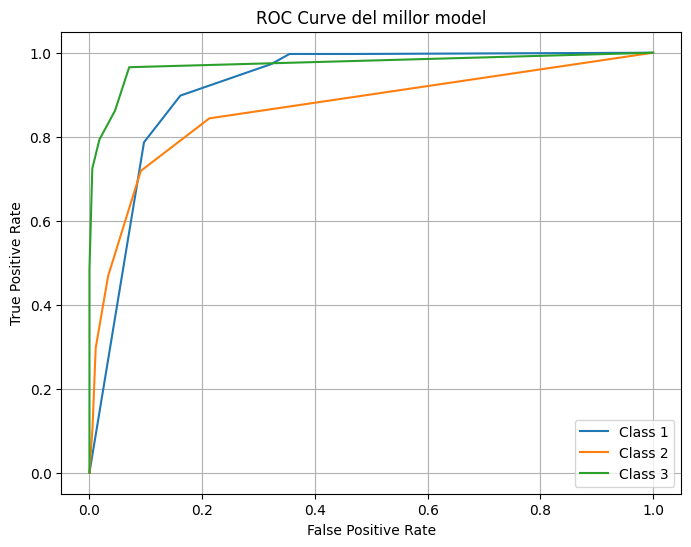 ROC Curve del millor model
True Positive Rate
1.0
0.8
0.6
0.4
0.2
0.0
0.0 0.2 0.4 0.6 0.8 1.0
False Positive Rate
Class 1
Class 2
Class 3